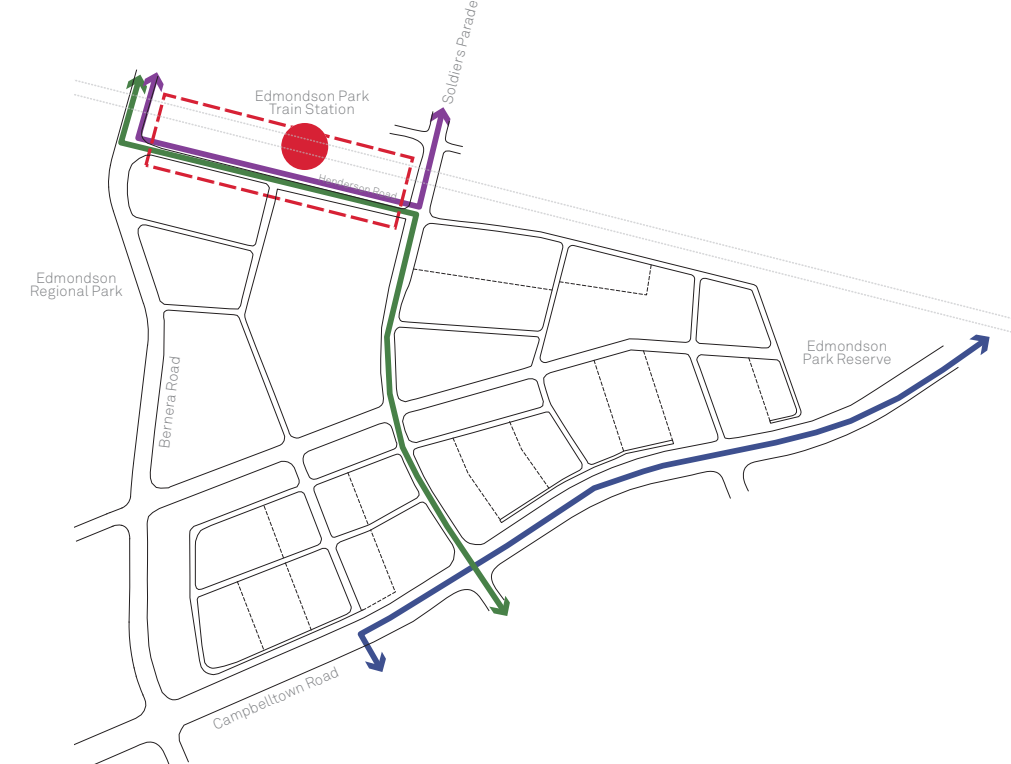 Soldiers Parade
Edmondson Park
Train Station
Henderson Road
Edmondson
Regional Park
Edmondson
Park Reserve
Bernera Road
Campbelltown Road